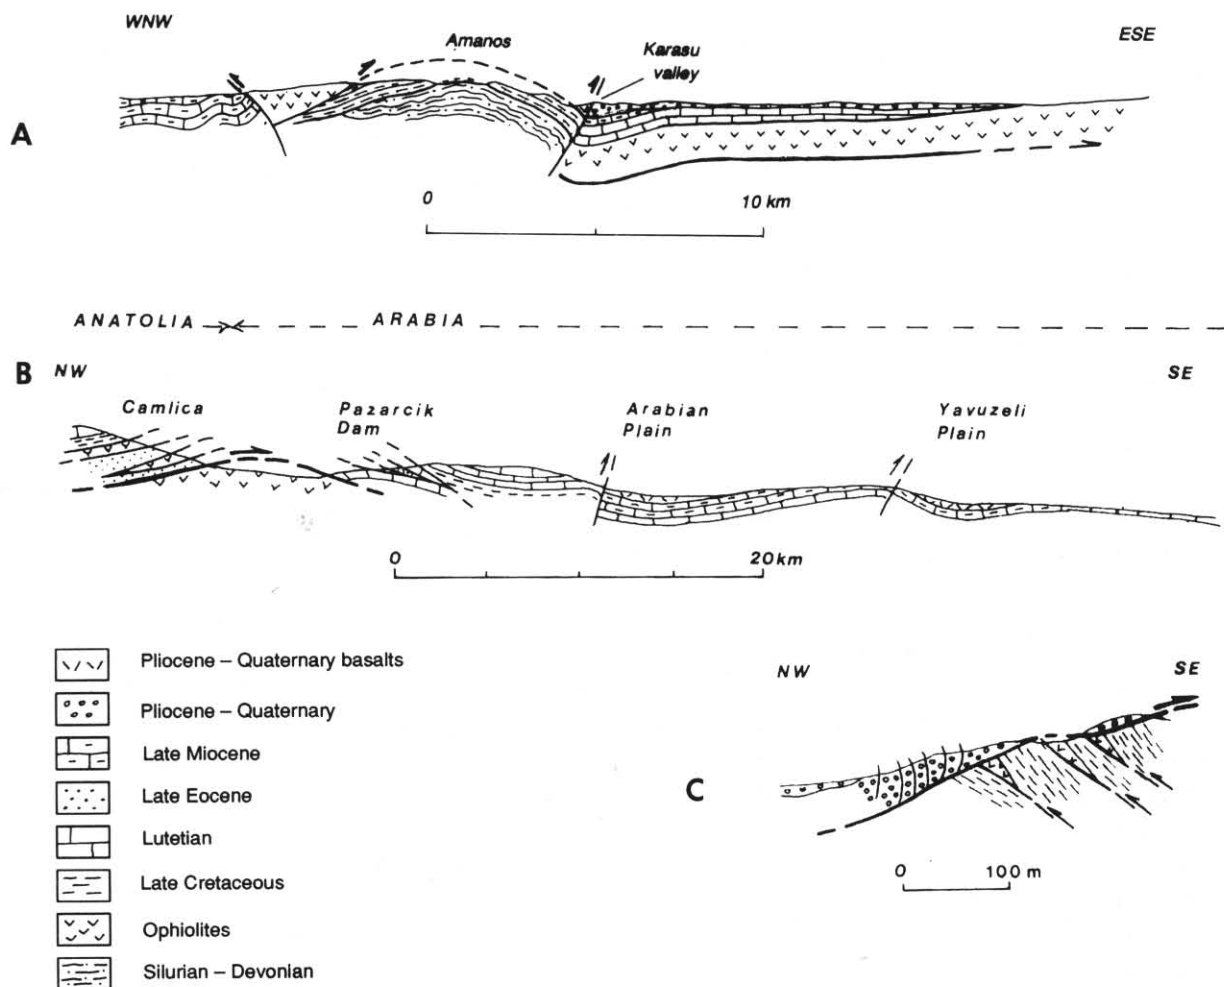 WNW
ESE
Amanos
Karasu
valley
A
0 10 km
ANATOLIA ARABIA
B NW SE
Camlica
Pazarcik
Dam
Arabian
Plain
Yavuzeli
Plain
0 20 km
Pliocene – Quaternary basalts
Pliocene – Quaternary
Late Miocene
Late Eocene
Lutetian
Late Cretaceous
Ophiolites
Silurian – Devonian
NW SE
C
0 100 m